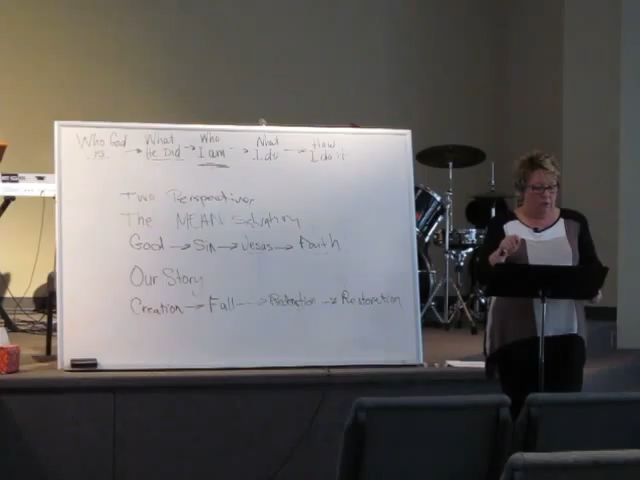 Who God is → What He Did → Who I am → What I do → How I do it
Two Perspectives
The MEAN Salvation
God → Sin → Jesus → Faith
Our Story
Creation → Fall → Redemption → Restoration